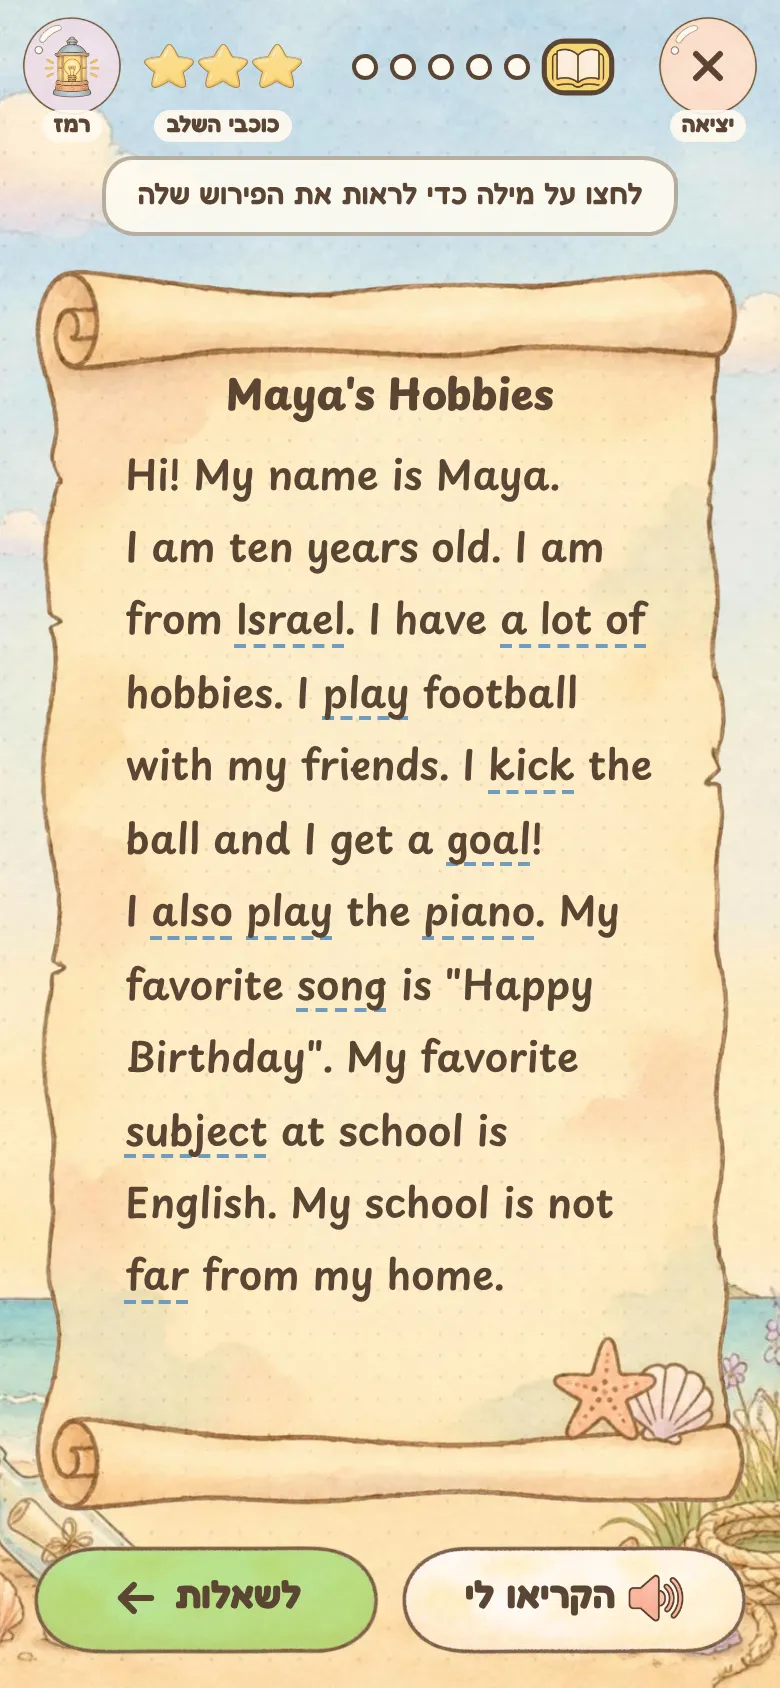 רמז
כוכבי השלב
יציאה
לחצו על מילה כדי לראות את הפירוש שלה
Maya's Hobbies
Hi! My name is Maya.
I am ten years old. I am
from Israel. I have a lot of
hobbies. I play football
with my friends. I kick the
ball and I get a goal!
I also play the piano. My
favorite song is "Happy
Birthday". My favorite
subject at school is
English. My school is not
far from my home.
הקריאו לי
לשאלות ←